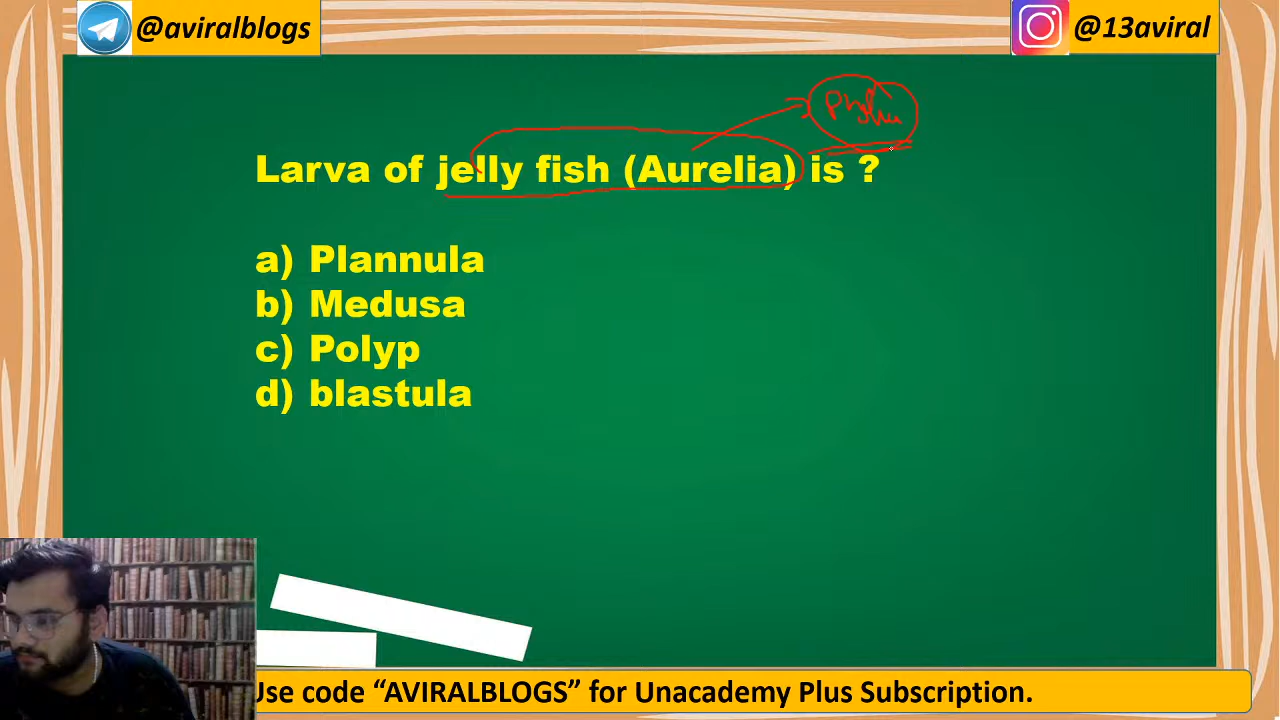 @aviralblogs
@13aviral
Larva of jelly fish (Aurelia) is ?
a) Plannula
b) Medusa
c) Polyp
d) blastula
Use code “AVIRALBLOGS” for Unacademy Plus Subscription.